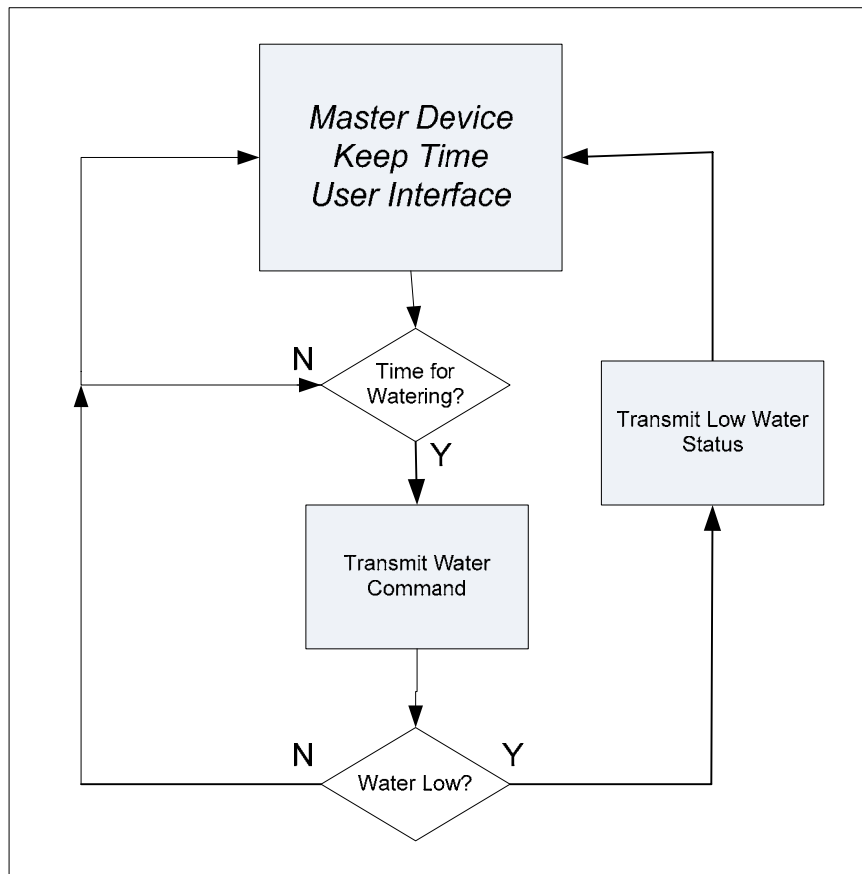 Master Device
Keep Time
User Interface
N
Time for
Watering?
Y
Transmit Low Water
Status
Transmit Water
Command
N
Y
Water Low?